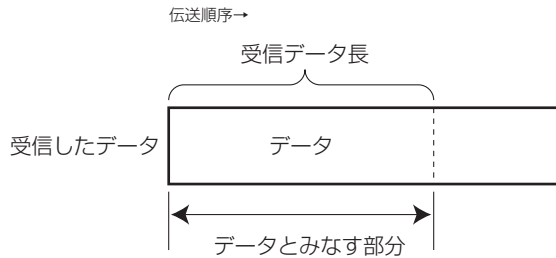 伝送順序→
受信データ長
受信したデータ
データ
データとみなす部分